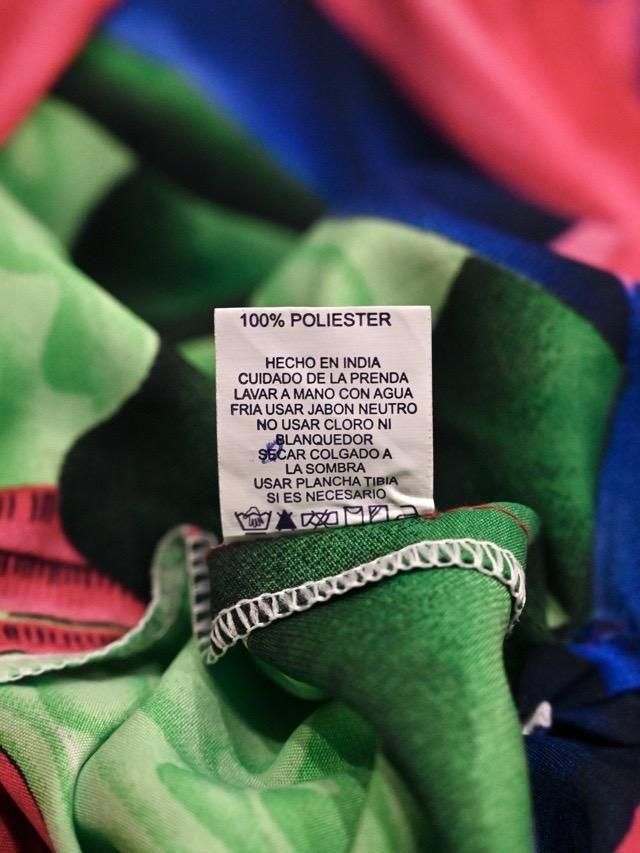 100% POLIESTER
HECHO EN INDIA
CUIDADO DE LA PRENDA
LAVAR A MANO CON AGUA
FRIA USAR JABON NEUTRO
NO USAR CLORO NI
BLANQUEDOR
SECAR COLGADO A
LA SOMBRA
USAR PLANCHA TIBIA
SI ES NECESARIO